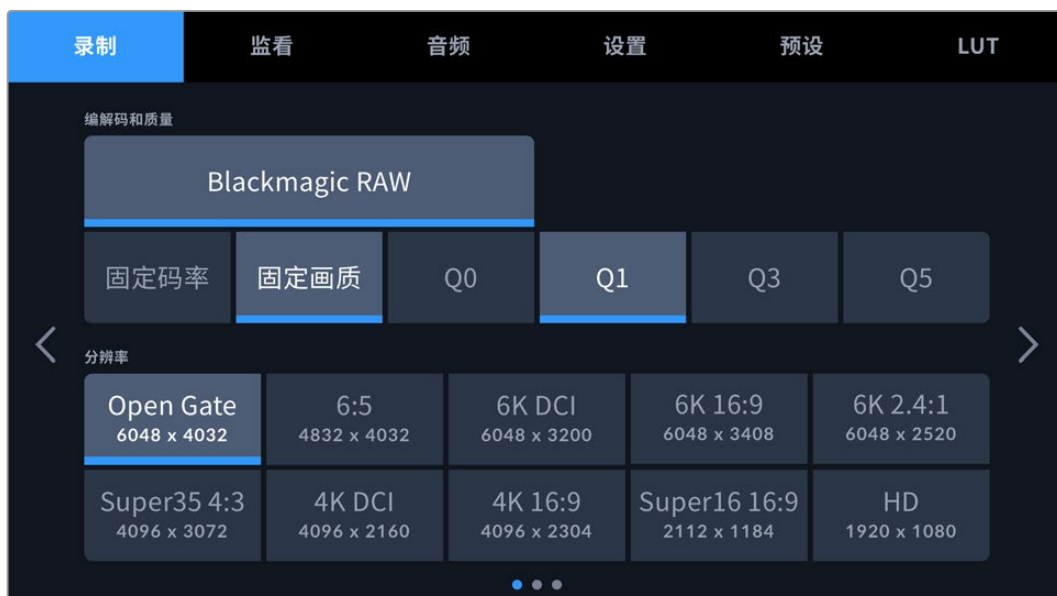 录制 监看 音频 设置 预设 LUT
编解码和质量
Blackmagic RAW
固定码率 固定画质 Q0 Q1 Q3 Q5
分辨率
Open Gate 6:5 6K DCI 6K 16:9 6K 2.4:1
6048 x 4032 4832 x 4032 6048 x 3200 6048 x 3408 6048 x 2520
Super35 4:3 4K DCI 4K 16:9 Super16 16:9 HD
4096 x 3072 4096 x 2160 4096 x 2304 2112 x 1184 1920 x 1080